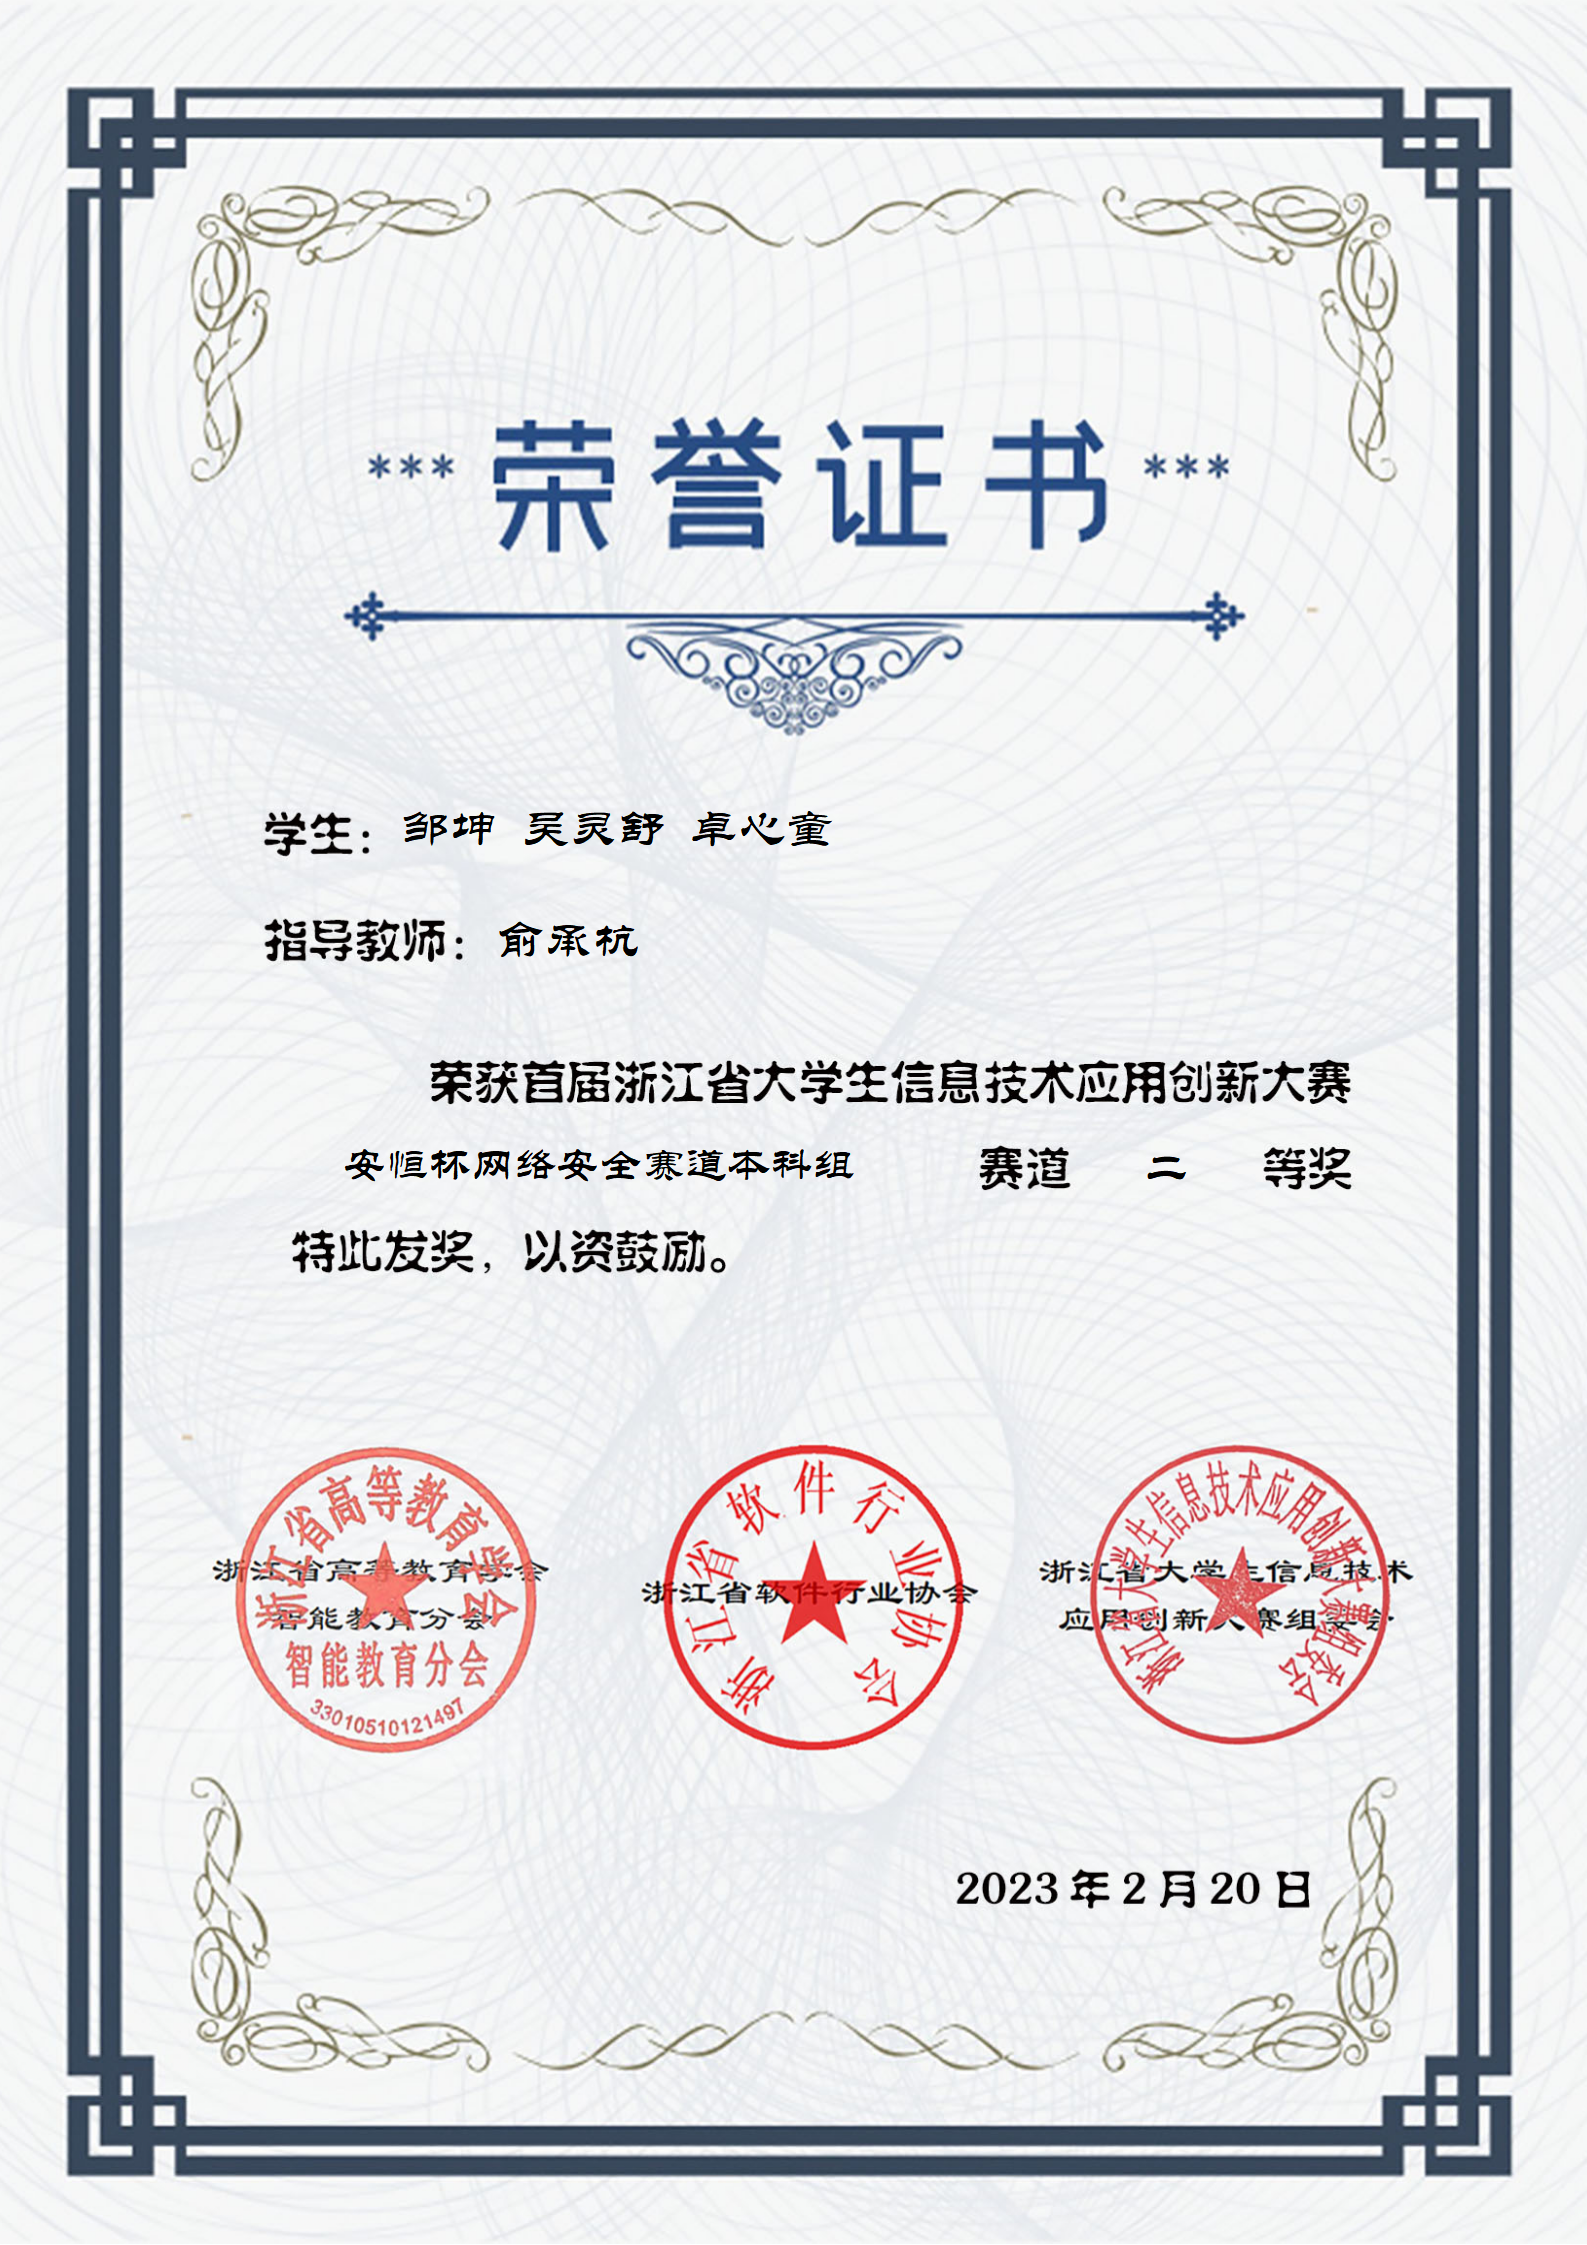 ***荣誉证书***
学生：邹坤 吴灵舒 卓心童
指导教师：俞承杭
荣获首届浙江省大学生信息技术应用创新大赛
安恒杯网络安全赛道本科组 赛道 二 等奖
特此发奖，以资鼓励。
浙江省高等教育学会
智能教育分会
浙江省高等教育学会
智能教育分会
33010510121497
浙江省软件行业协会
浙江省软件行业协会
浙江省大学生信息技术
应用创新大赛组委会
浙江省大学生信息技术应用创新大赛组委会
2023年2月20日